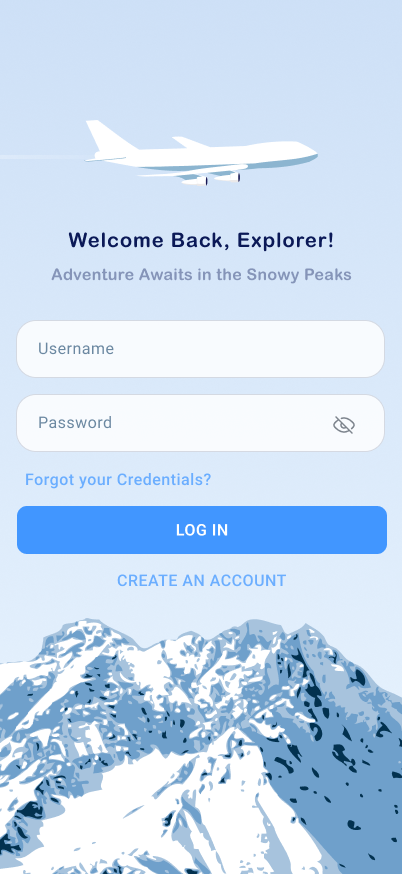 Welcome Back, Explorer!
Adventure Awaits in the Snowy Peaks
Username
Password
Forgot your Credentials?
LOG IN
CREATE AN ACCOUNT